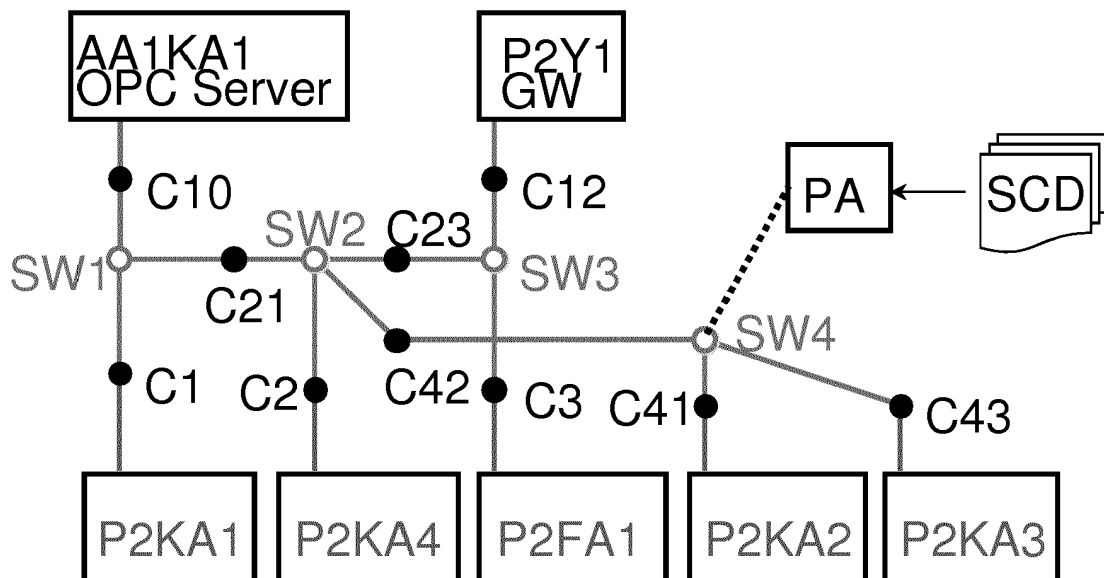 AA1KA1
OPC Server
P2Y1
GW
PA
SCD
C10
C12
SW2
C23
SW1
SW3
C21
SW4
C1
C2
C42
C3
C41
C43
P2KA1
P2KA4
P2FA1
P2KA2
P2KA3